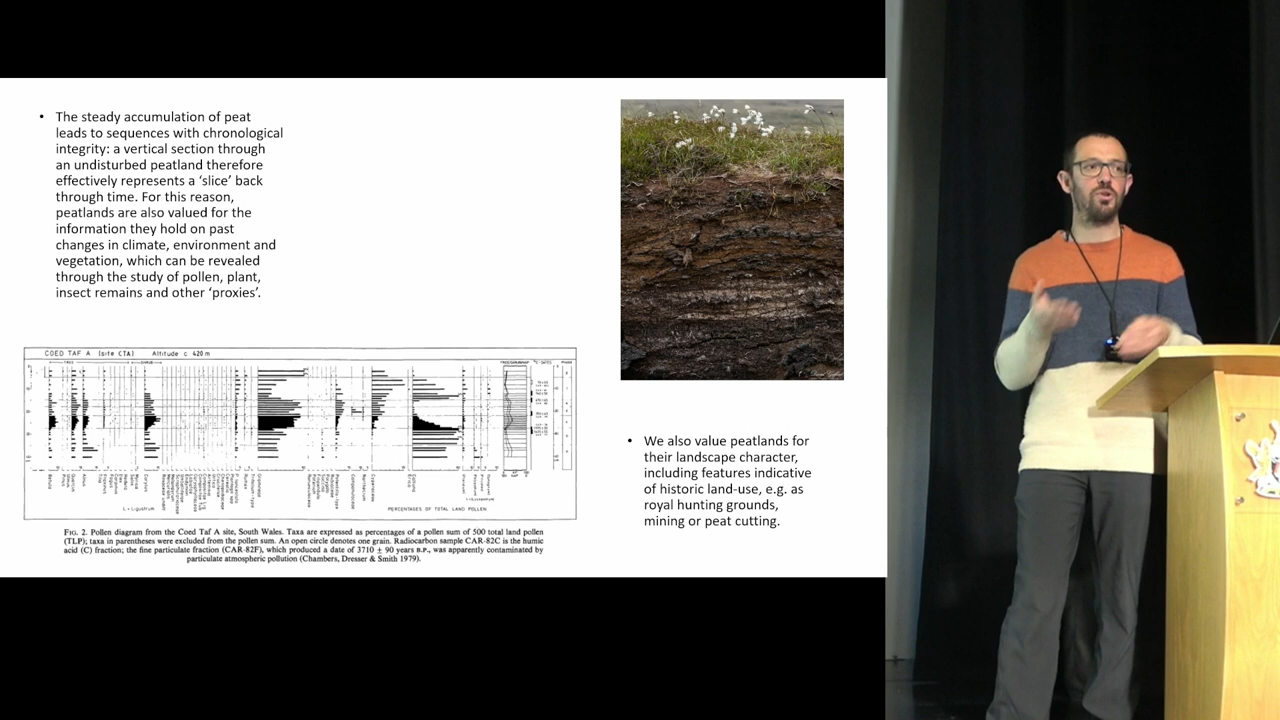 • The steady accumulation of peat
leads to sequences with chronological
integrity: a vertical section through
an undisturbed peatland therefore
effectively represents a ‘slice’ back
through time. For this reason,
peatlands are also valued for the
information they hold on past
changes in climate, environment and
vegetation, which can be revealed
through the study of pollen, plant,
insect remains and other ‘proxies’.
COED TAF A (site CTA) Altitude c 420 m
L = Ligustrum
PERCENTAGES OF TOTAL LAND POLLEN
FIG. 2. Pollen diagram from the Coed Taf A site, South Wales. Taxa are expressed as percentages of a pollen sum of 500 total land pollen
(TLP); taxa in parentheses were excluded from the pollen sum. An open circle denotes one grain. Radiocarbon sample CAR-82C is the humic
acid (C) fraction; the fine particulate fraction (CAR-82F), which produced a date of 3710 ± 90 years B.P., was apparently contaminated by
particulate atmospheric pollution (Chambers, Dresser & Smith 1979).
• We also value peatlands for
their landscape character,
including features indicative
of historic land-use, e.g. as
royal hunting grounds,
mining or peat cutting.